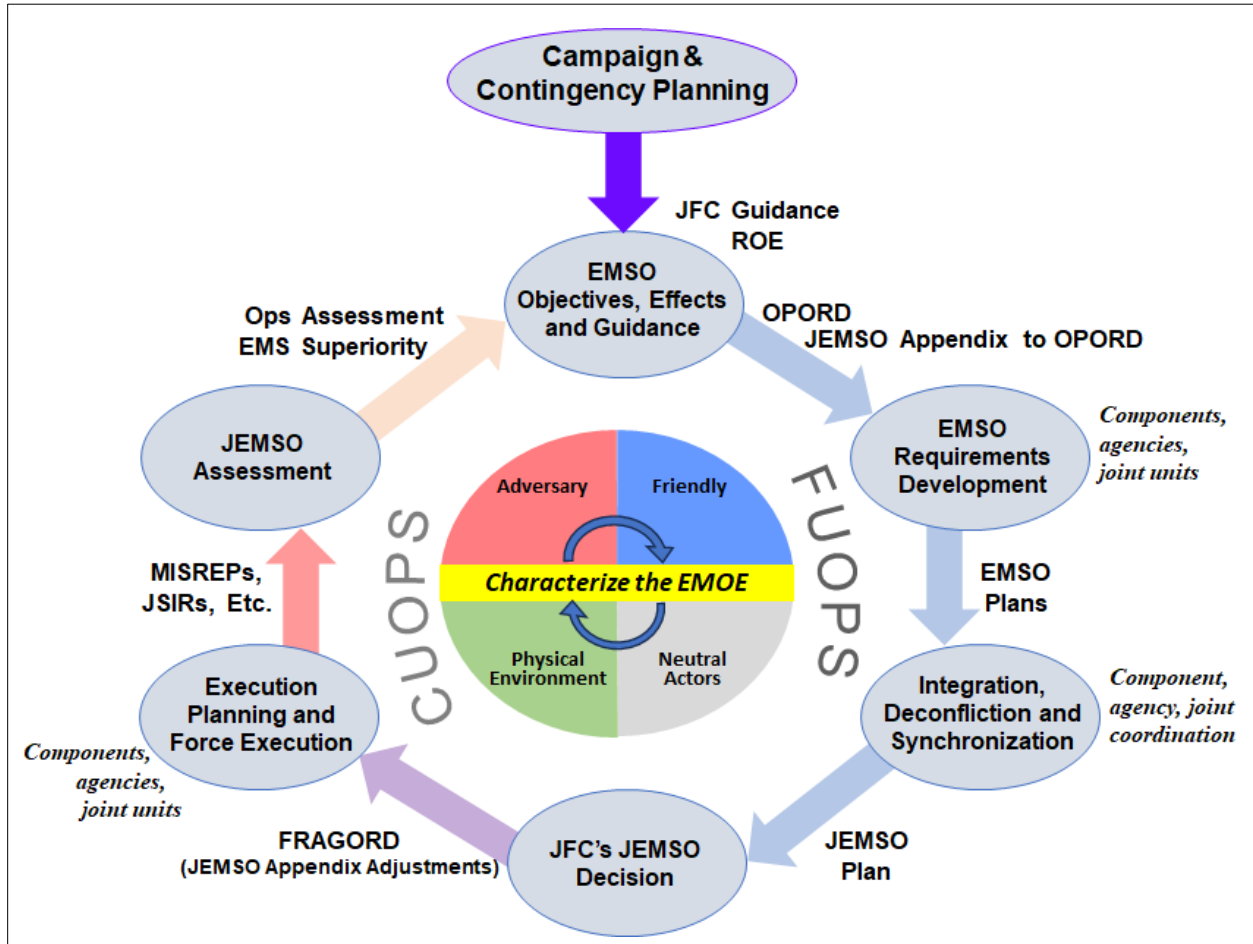 Campaign &
Contingency Planning
JFC Guidance
ROE
EMSO
Objectives, Effects
and Guidance
OPORD
JEMSO Appendix to OPORD
Ops Assessment
EMS Superiority
JEMSO
Assessment
EMSO
Requirements
Development
Components,
agencies,
joint units
Adversary
Friendly
Characterize the EMOE
Physical
Environment
Neutral
Actors
CUOPS
FUOPS
MISREPs,
JSIRs, Etc.
EMSO
Plans
Execution
Planning and
Force Execution
Components,
agencies,
joint units
Integration,
Deconfliction and
Synchronization
Component,
agency, joint
coordination
FRAGORD
(JEMSO Appendix Adjustments)
JFC's JEMSO
Decision
JEMSO
Plan